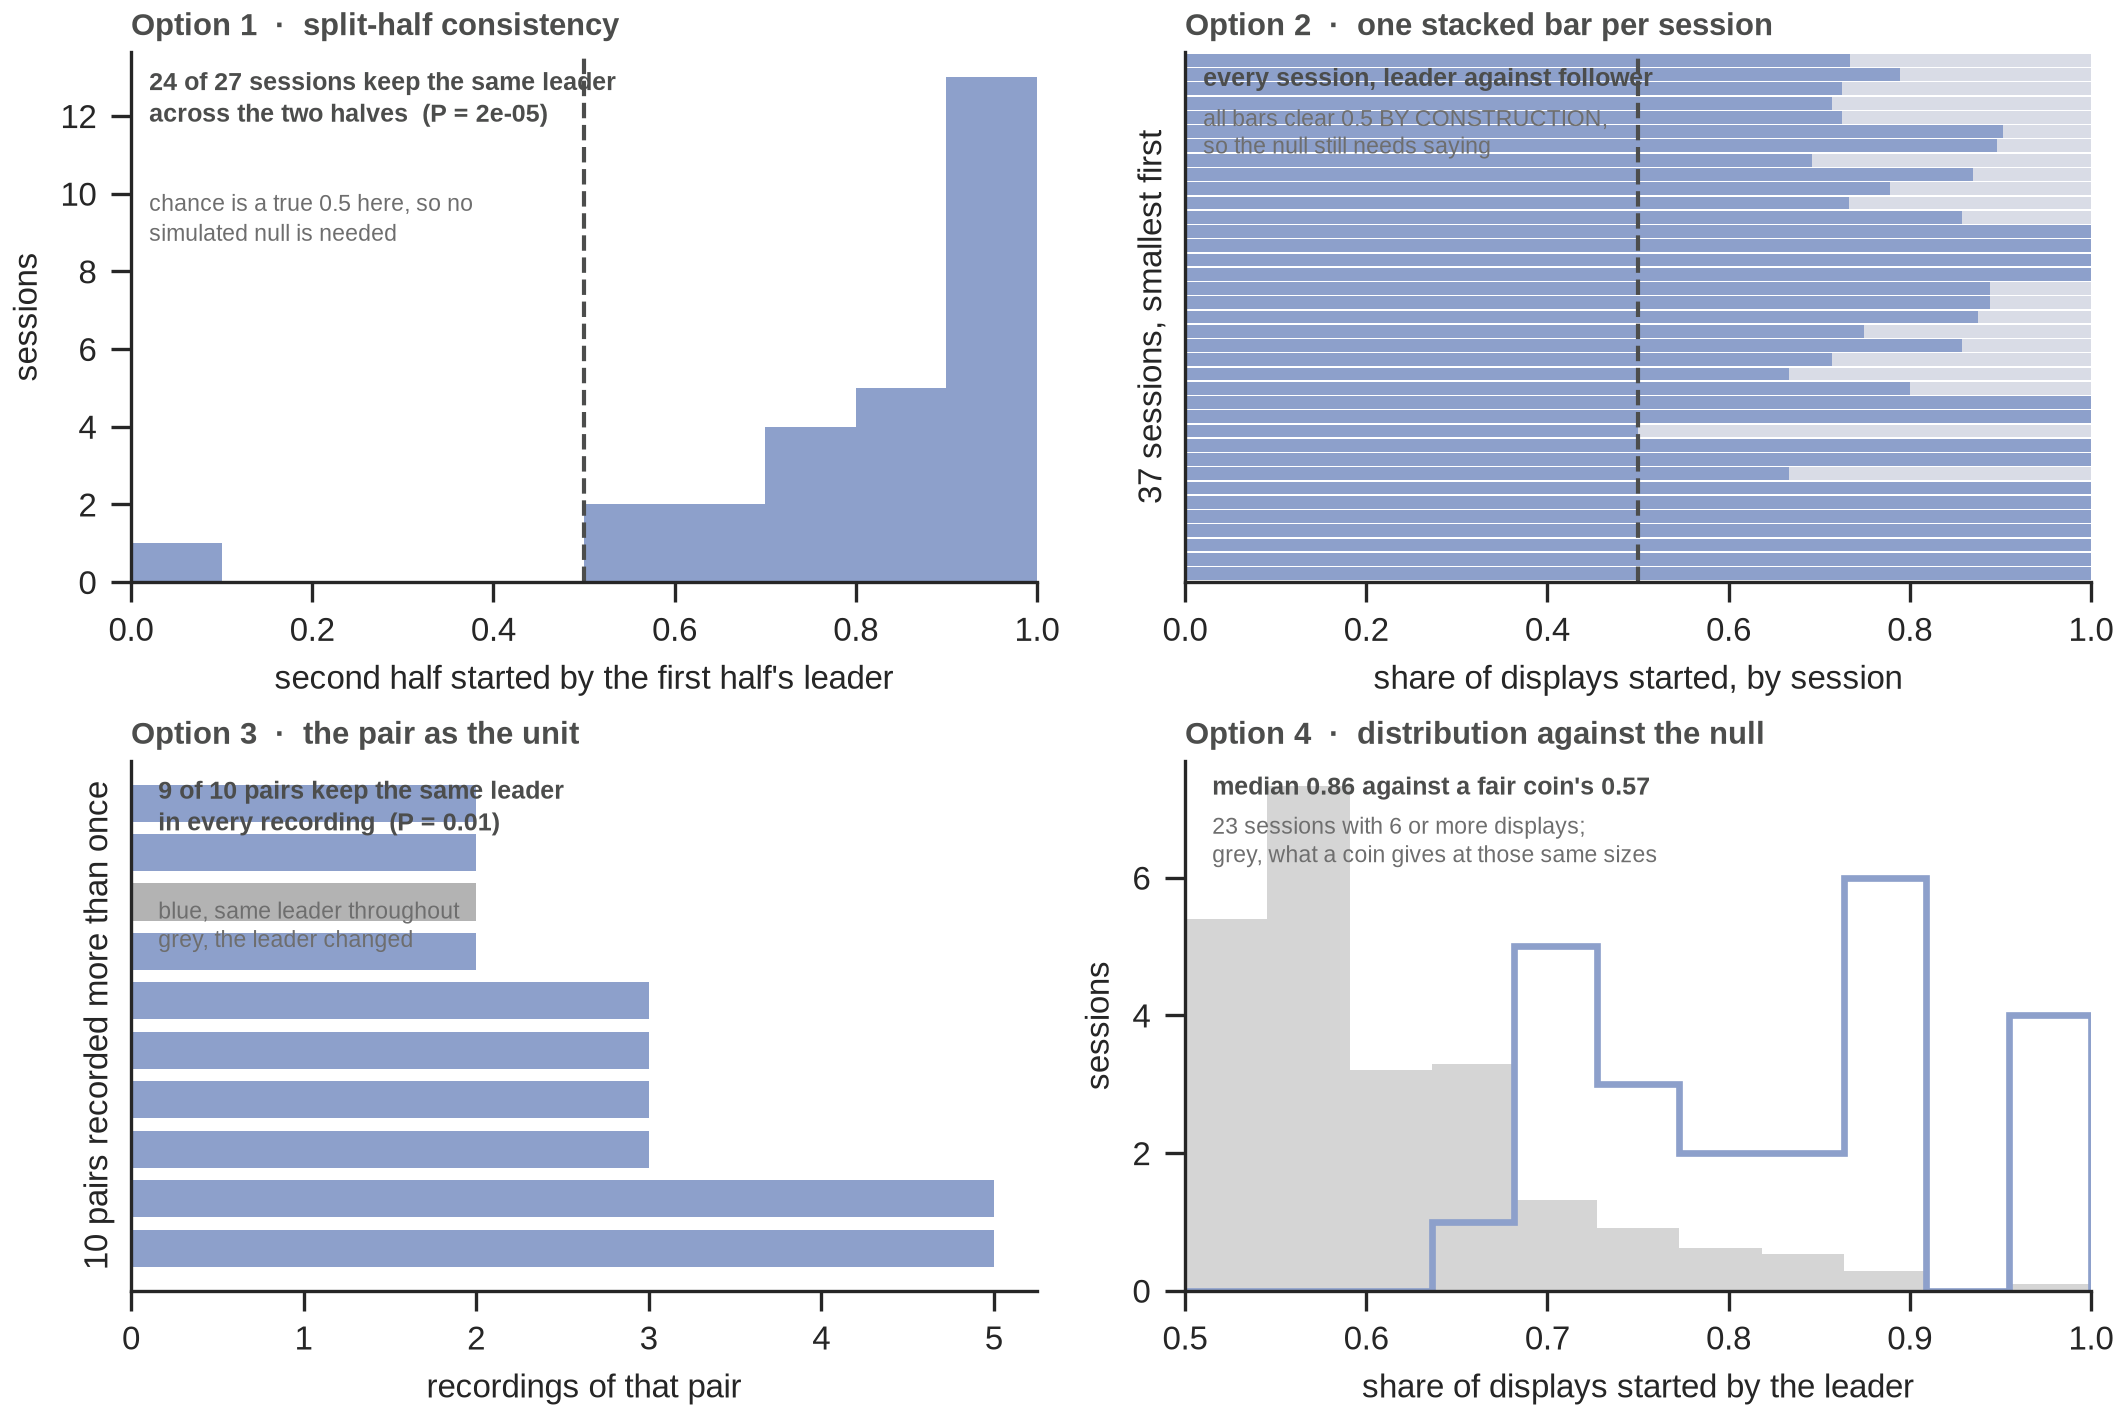 Option 1 · split-half consistency
24 of 27 sessions keep the same leader
across the two halves (P = 2e-05)
chance is a true 0.5 here, so no
simulated null is needed
sessions
12
10
8
6
4
2
0
0.0 0.2 0.4 0.6 0.8 1.0
second half started by the first half's leader
Option 2 · one stacked bar per session
every session, leader against follower
all bars clear 0.5 BY CONSTRUCTION,
so the null still needs saying
37 sessions, smallest first
0.0 0.2 0.4 0.6 0.8 1.0
share of displays started, by session
Option 3 · the pair as the unit
9 of 10 pairs keep the same leader
in every recording (P = 0.01)
blue, same leader throughout
grey, the leader changed
10 pairs recorded more than once
0 1 2 3 4 5
recordings of that pair
Option 4 · distribution against the null
median 0.86 against a fair coin's 0.57
23 sessions with 6 or more displays;
grey, what a coin gives at those same sizes
sessions
6
4
2
0
0.5 0.6 0.7 0.8 0.9 1.0
share of displays started by the leader